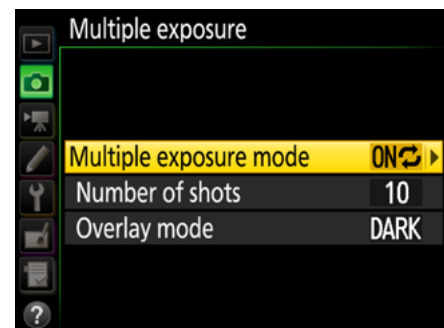 Multiple exposure
Multiple exposure mode ON
Number of shots 10
Overlay mode DARK
?